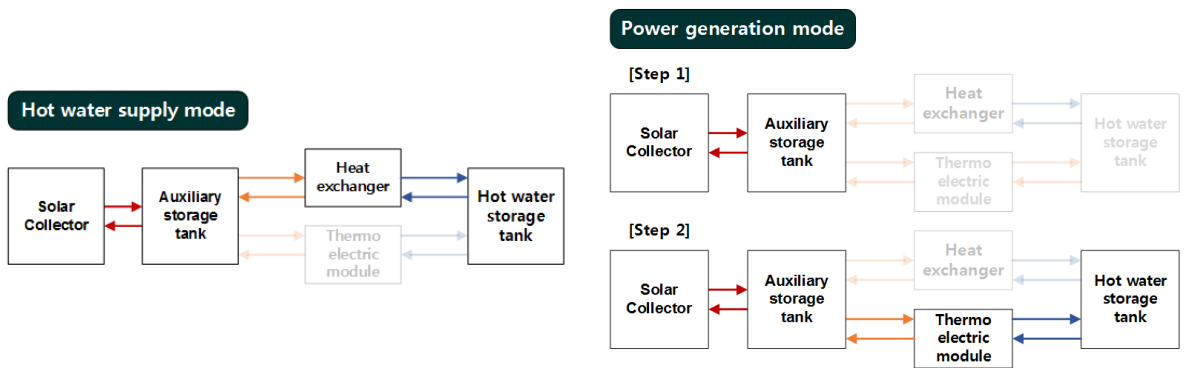 Hot water supply mode
Solar
Collector
Auxiliary
storage
tank
Heat
exchanger
Thermo
electric
module
Hot water
storage
tank
Power generation mode
[Step 1]
Solar
Collector
Auxiliary
storage
tank
Heat
exchanger
Thermo
electric
module
Hot water
storage
tank
[Step 2]
Solar
Collector
Auxiliary
storage
tank
Heat
exchanger
Thermo
electric
module
Hot water
storage
tank